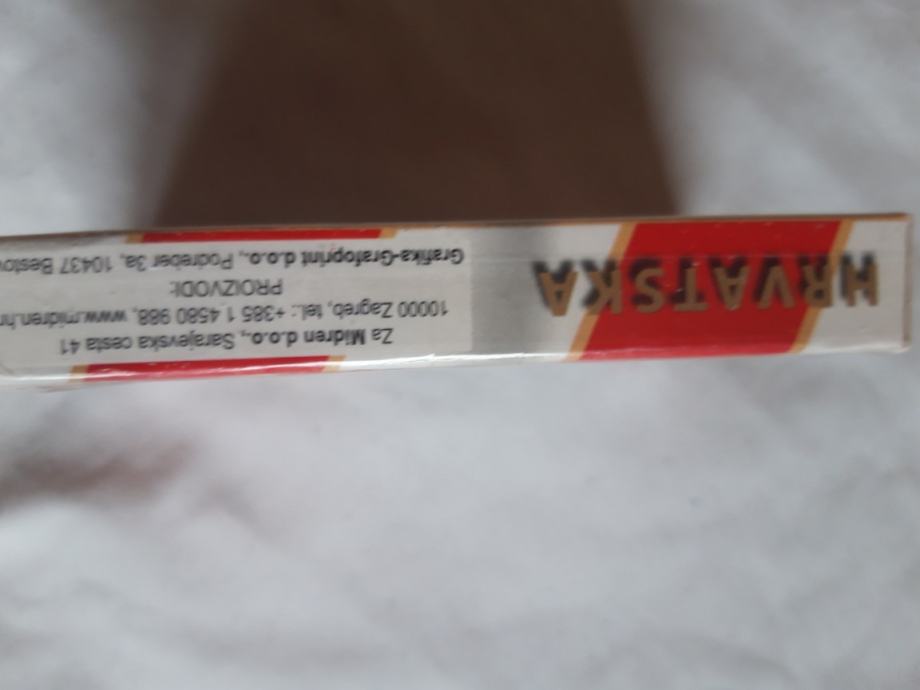 HRVATSKA
Za Midren d.o.o., Sarajevska cesta 41
10000 Zagreb, tel.: +385 1 4580 988, www.midren.hr
PROIZVODI:
Grafika-Grafoprint d.o.o., Podreber 3a, 10437